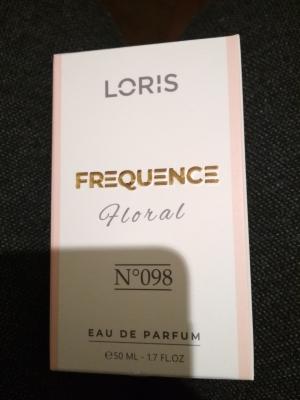 LORIS
FREQUENCE
Floral
N°098
EAU DE PARFUM
℮50 ML - 1.7 FL.OZ